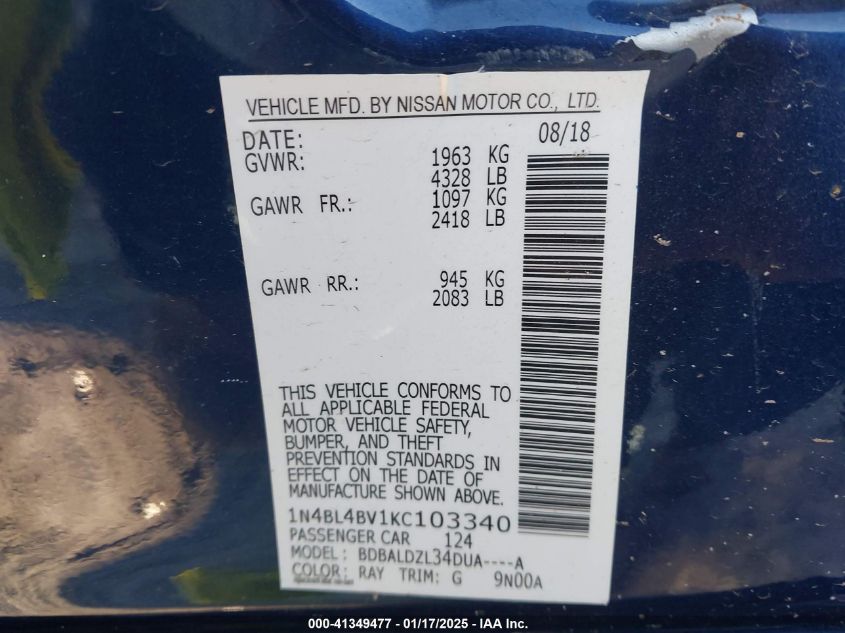 VEHICLE MFD. BY NISSAN MOTOR CO., LTD.
DATE: 08/18
GVWR: 1963 KG
4328 LB
GAWR FR.: 1097 KG
2418 LB
GAWR RR.: 945 KG
2083 LB
THIS VEHICLE CONFORMS TO
ALL APPLICABLE FEDERAL
MOTOR VEHICLE SAFETY,
BUMPER, AND THEFT
PREVENTION STANDARDS IN
EFFECT ON THE DATE OF
MANUFACTURE SHOWN ABOVE.
1N4BL4BV1KC103340
PASSENGER CAR 124
MODEL: BDBALDZL34DUA----A
COLOR: RAY TRIM: G 9N00A
000-41349477 - 01/17/2025 - IAA, Inc.